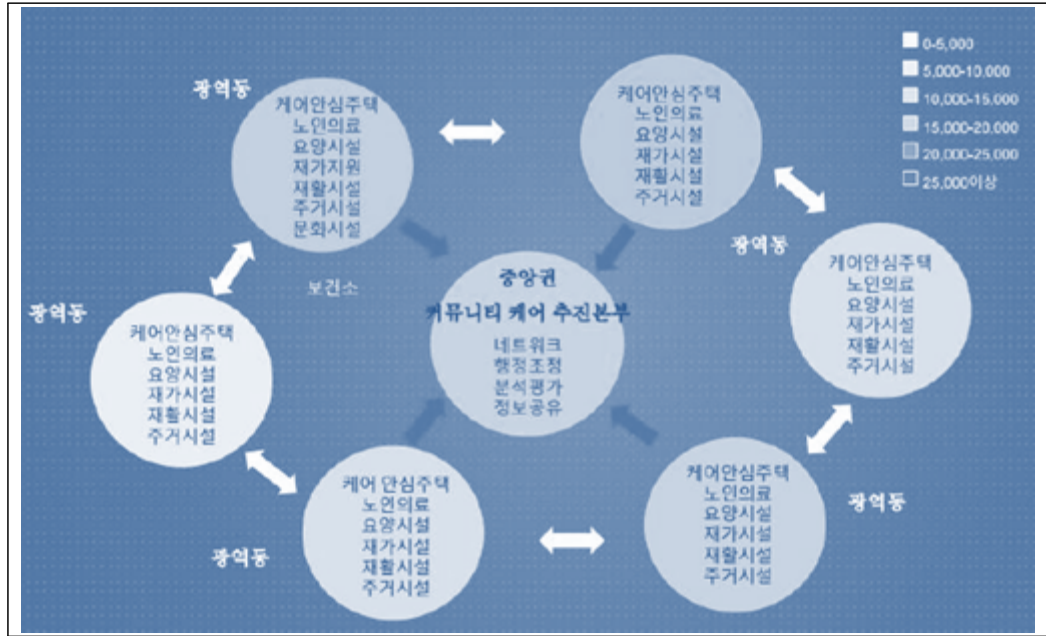 광역동
케어안심주택
노인의료
요양시설
재가지원
재활시설
주거시설
문화시설
케어안심주택
노인의료
요양시설
재가시설
재활시설
주거시설
0-5,000
5,000-10.000
10,000-15.000
15,000-20.000
20,000-25,000
25,000이상
광역동
케어안심주택
노인의료
요양시설
재가시설
재활시설
주거시설
보건소
중앙권
커뮤니티 케어 추진본부
네트워크
행정조정
분석평가
정보공유
광역동
케어안심주택
노인의료
요양시설
재가시설
재활시설
주거시설
광역동
케어 안심주택
노인의료
요양시설
재가시설
재활시설
주거시설
케어안심주택
노인의료
요양시설
재가시설
재활시설
주거시설
광역동